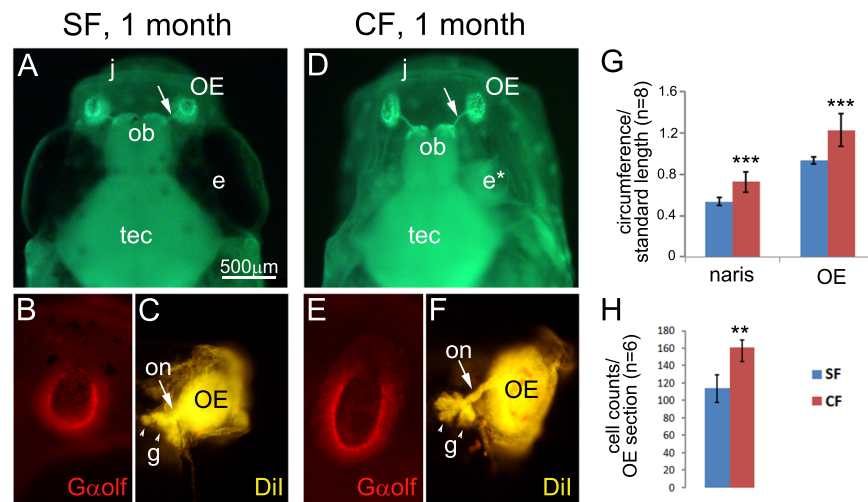 SF, 1 month
CF, 1 month
A
j
OE
ob
e
tec
500μm
D
j
OE
ob
e*
tec
B
Gαolf
C
on
OE
g
DiI
E
Gαolf
F
on
OE
g
DiI
G
circumference/
standard length (n=8)
1.6
1.2
0.8
0.4
0
***
***
naris
OE
H
cell counts/
OE section (n=6)
180
160
140
120
100
80
60
40
20
0
**
SF
CF